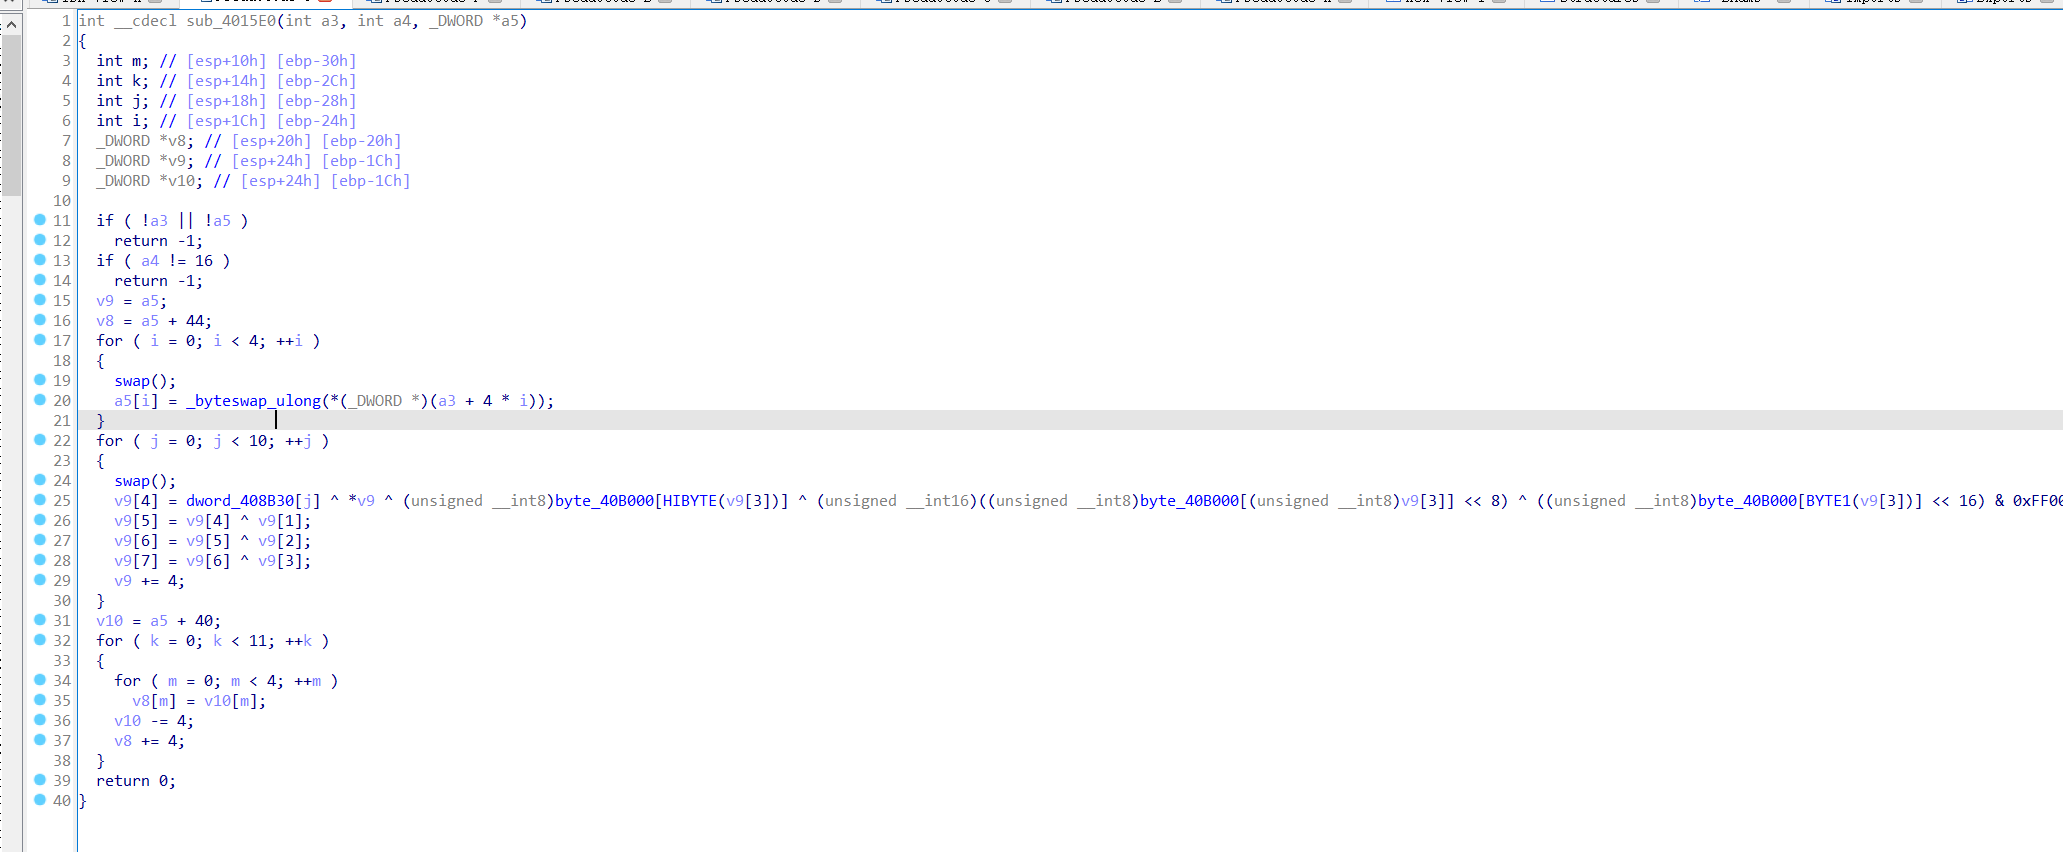 1 int __cdecl sub_4015E0(int a3, int a4, _DWORD *a5)
2 {
3 int m; // [esp+10h] [ebp-30h]
4 int k; // [esp+14h] [ebp-2Ch]
5 int j; // [esp+18h] [ebp-28h]
6 int i; // [esp+1Ch] [ebp-24h]
7 _DWORD *v8; // [esp+20h] [ebp-20h]
8 _DWORD *v9; // [esp+24h] [ebp-1Ch]
9 _DWORD *v10; // [esp+24h] [ebp-1Ch]
10
11 if ( !a3 || !a5 )
12 return -1;
13 if ( a4 != 16 )
14 return -1;
15 v9 = a5;
16 v8 = a5 + 44;
17 for ( i = 0; i < 4; ++i )
18 {
19 swap();
20 a5[i] = _byteswap_ulong(*(_DWORD *)(a3 + 4 * i));
21 }
22 for ( j = 0; j < 10; ++j )
23 {
24 swap();
25 v9[4] = dword_408B30[j] ^ *v9 ^ (unsigned __int8)byte_40B000[HIBYTE(v9[3])] ^ (unsigned __int16)((unsigned __int8)byte_40B000[(unsigned __int8)v9[3]] << 8) ^ ((unsigned __int8)byte_40B000[BYTE1(v9[3])] << 16) & 0xFF00
26 v9[5] = v9[4] ^ v9[1];
27 v9[6] = v9[5] ^ v9[2];
28 v9[7] = v9[6] ^ v9[3];
29 v9 += 4;
30 }
31 v10 = a5 + 40;
32 for ( k = 0; k < 11; ++k )
33 {
34 for ( m = 0; m < 4; ++m )
35 v8[m] = v10[m];
36 v10 -= 4;
37 v8 += 4;
38 }
39 return 0;
40 }